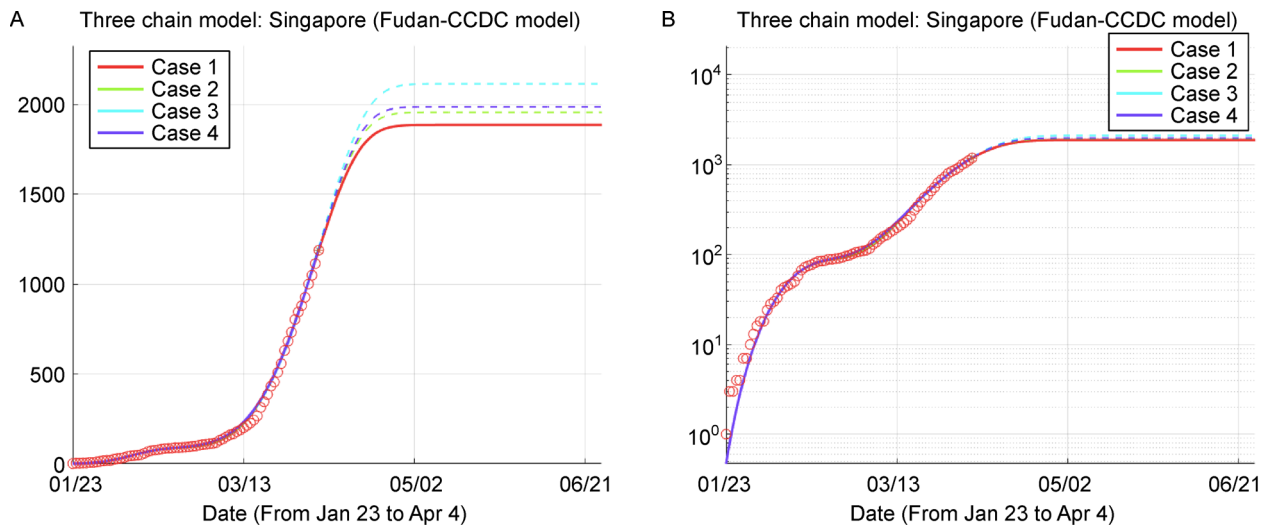 A
Three chain model: Singapore (Fudan-CCDC model)
Case 1
Case 2
Case 3
Case 4
2000
1500
1000
500
0
01/23
03/13
05/02
06/21
Date (From Jan 23 to Apr 4)
B
Three chain model: Singapore (Fudan-CCDC model)
Case 1
Case 2
Case 3
Case 4
10⁴
10³
10²
10¹
10⁰
01/23
03/13
05/02
06/21
Date (From Jan 23 to Apr 4)